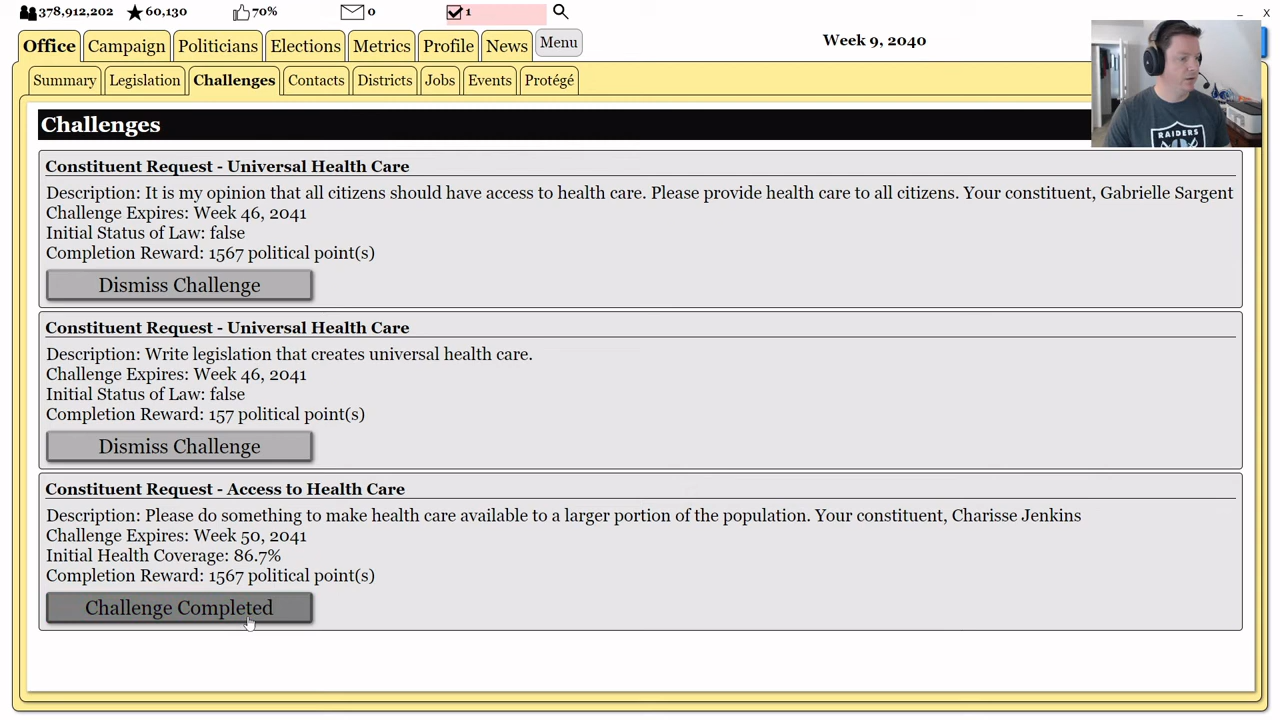 378,912,202 60,130 70% 0 1
_ X
Office Campaign Politicians Elections Metrics Profile News Menu
Week 9, 2040
Summary Legislation Challenges Contacts Districts Jobs Events Protégé
RAIDERS
Challenges
Constituent Request - Universal Health Care
Description: It is my opinion that all citizens should have access to health care. Please provide health care to all citizens. Your constituent, Gabrielle Sargent
Challenge Expires: Week 46, 2041
Initial Status of Law: false
Completion Reward: 1567 political point(s)
Dismiss Challenge
Constituent Request - Universal Health Care
Description: Write legislation that creates universal health care.
Challenge Expires: Week 46, 2041
Initial Status of Law: false
Completion Reward: 157 political point(s)
Dismiss Challenge
Constituent Request - Access to Health Care
Description: Please do something to make health care available to a larger portion of the population. Your constituent, Charisse Jenkins
Challenge Expires: Week 50, 2041
Initial Health Coverage: 86.7%
Completion Reward: 1567 political point(s)
Challenge Completed